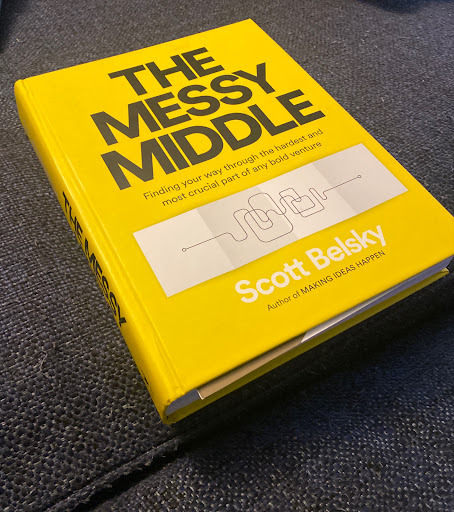 THE
MESSY
MIDDLE
Finding your way through the hardest and
most crucial part of any bold venture
Scott Belsky
Author of MAKING IDEAS HAPPEN
THE MESSY